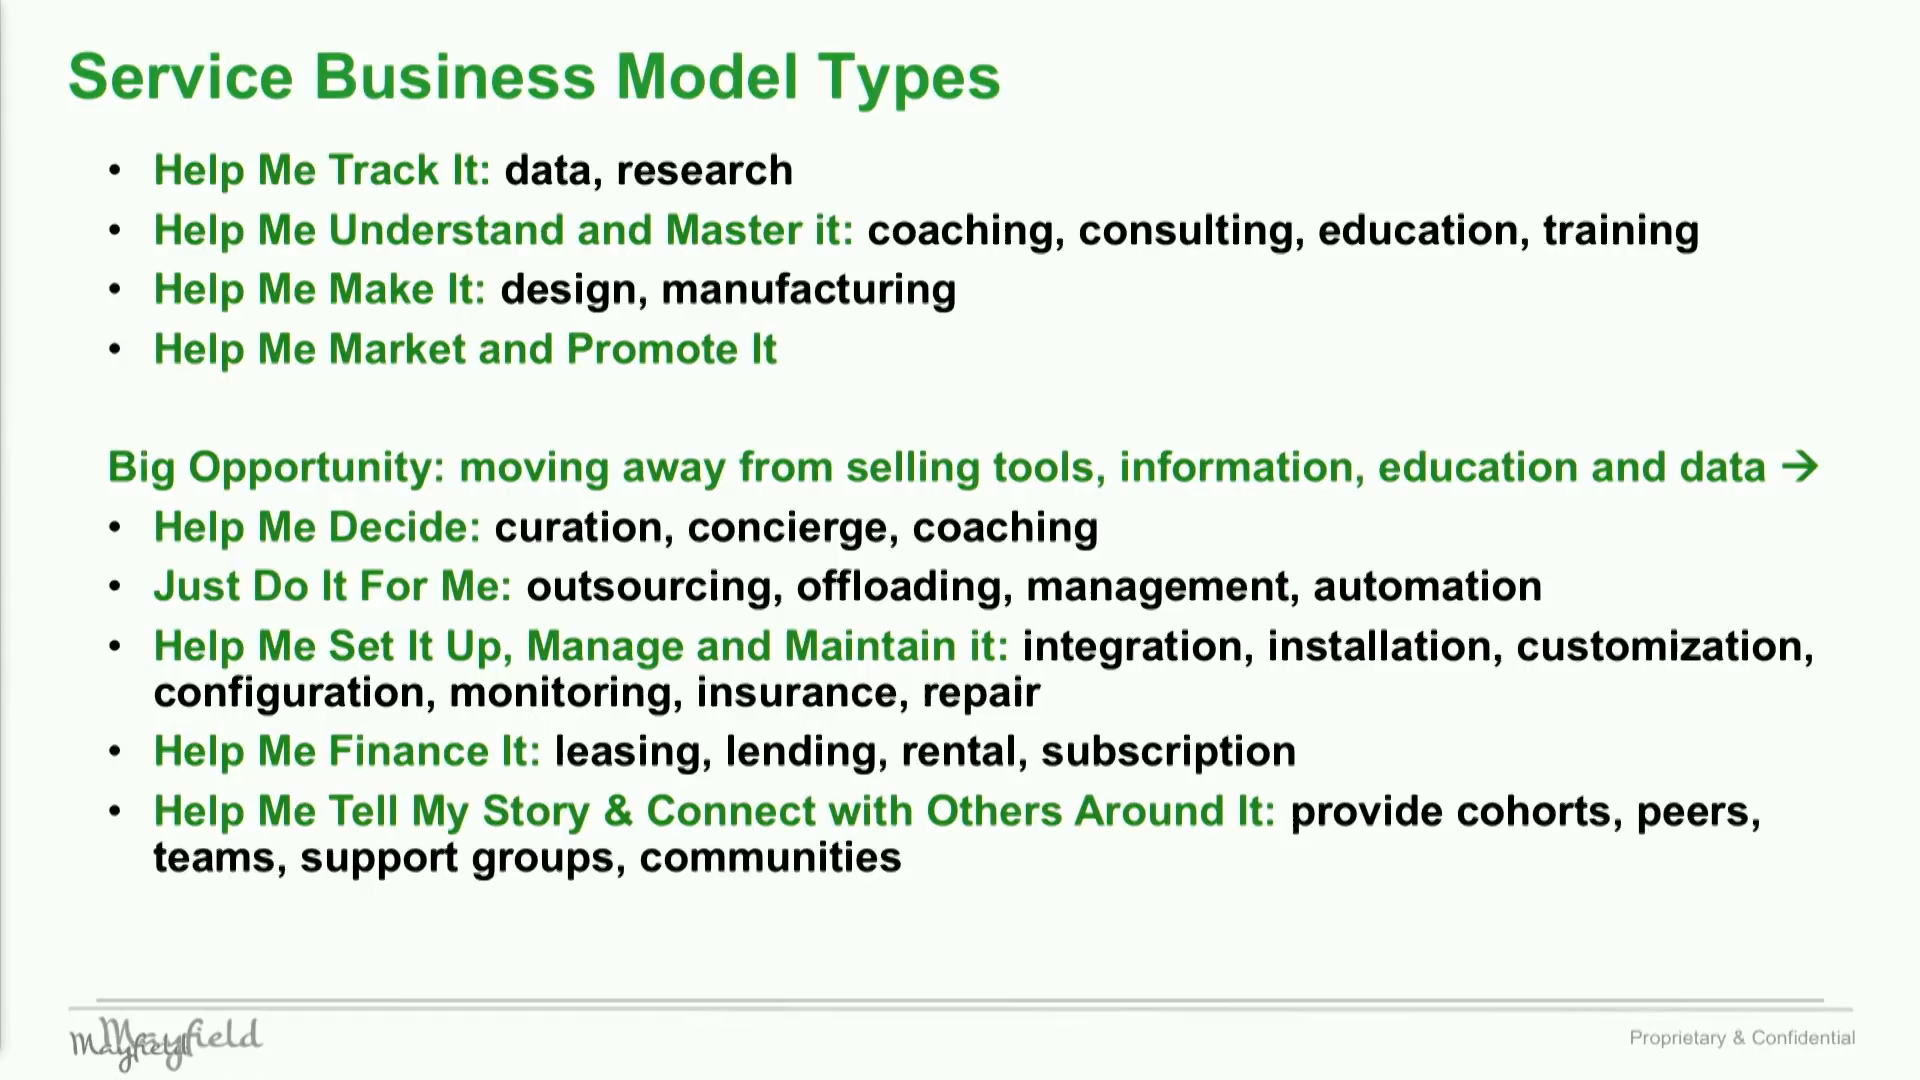 Service Business Model Types
• Help Me Track It: data, research
• Help Me Understand and Master it: coaching, consulting, education, training
• Help Me Make It: design, manufacturing
• Help Me Market and Promote It
Big Opportunity: moving away from selling tools, information, education and data →
• Help Me Decide: curation, concierge, coaching
• Just Do It For Me: outsourcing, offloading, management, automation
• Help Me Set It Up, Manage and Maintain it: integration, installation, customization,
configuration, monitoring, insurance, repair
• Help Me Finance It: leasing, lending, rental, subscription
• Help Me Tell My Story & Connect with Others Around It: provide cohorts, peers,
teams, support groups, communities
Mayfield
mayfield
Proprietary & Confidential